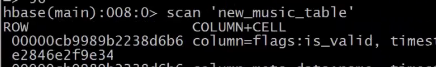 hbase(main):008:0> scan 'new_music_table'
ROW COLUMN+CELL
00000cb9989b2238d6b6 column=flags:is_valid, timest
e2846e2f9e34